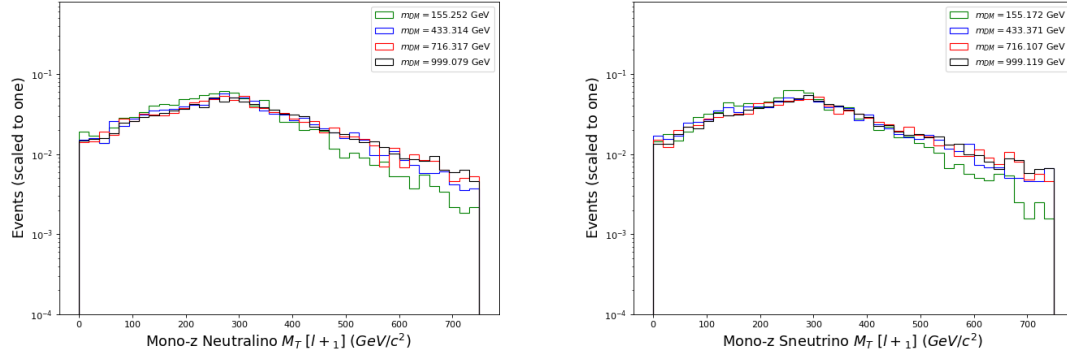 m_DM = 155.252 GeV
m_DM = 433.314 GeV
m_DM = 716.317 GeV
m_DM = 999.079 GeV
Events (scaled to one)
10⁻¹
10⁻²
10⁻³
10⁻⁴
0 100 200 300 400 500 600 700
Mono-z Neutralino M_T [l + 1] (GeV/c²)
m_DM = 155.172 GeV
m_DM = 433.371 GeV
m_DM = 716.107 GeV
m_DM = 999.119 GeV
Events (scaled to one)
10⁻¹
10⁻²
10⁻³
10⁻⁴
0 100 200 300 400 500 600 700
Mono-z Sneutrino M_T [l + 1] (GeV/c²)